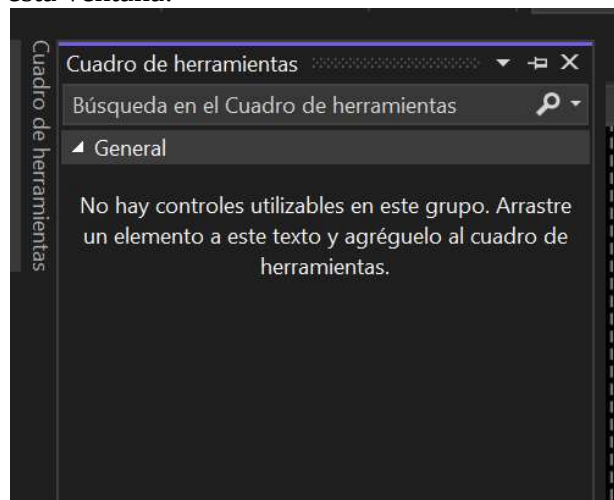 esta ventana.
Cuadro de herramientas
Cuadro de herramientas
Búsqueda en el Cuadro de herramientas
General
No hay controles utilizables en este grupo. Arrastre
un elemento a este texto y agréguelo al cuadro de
herramientas.